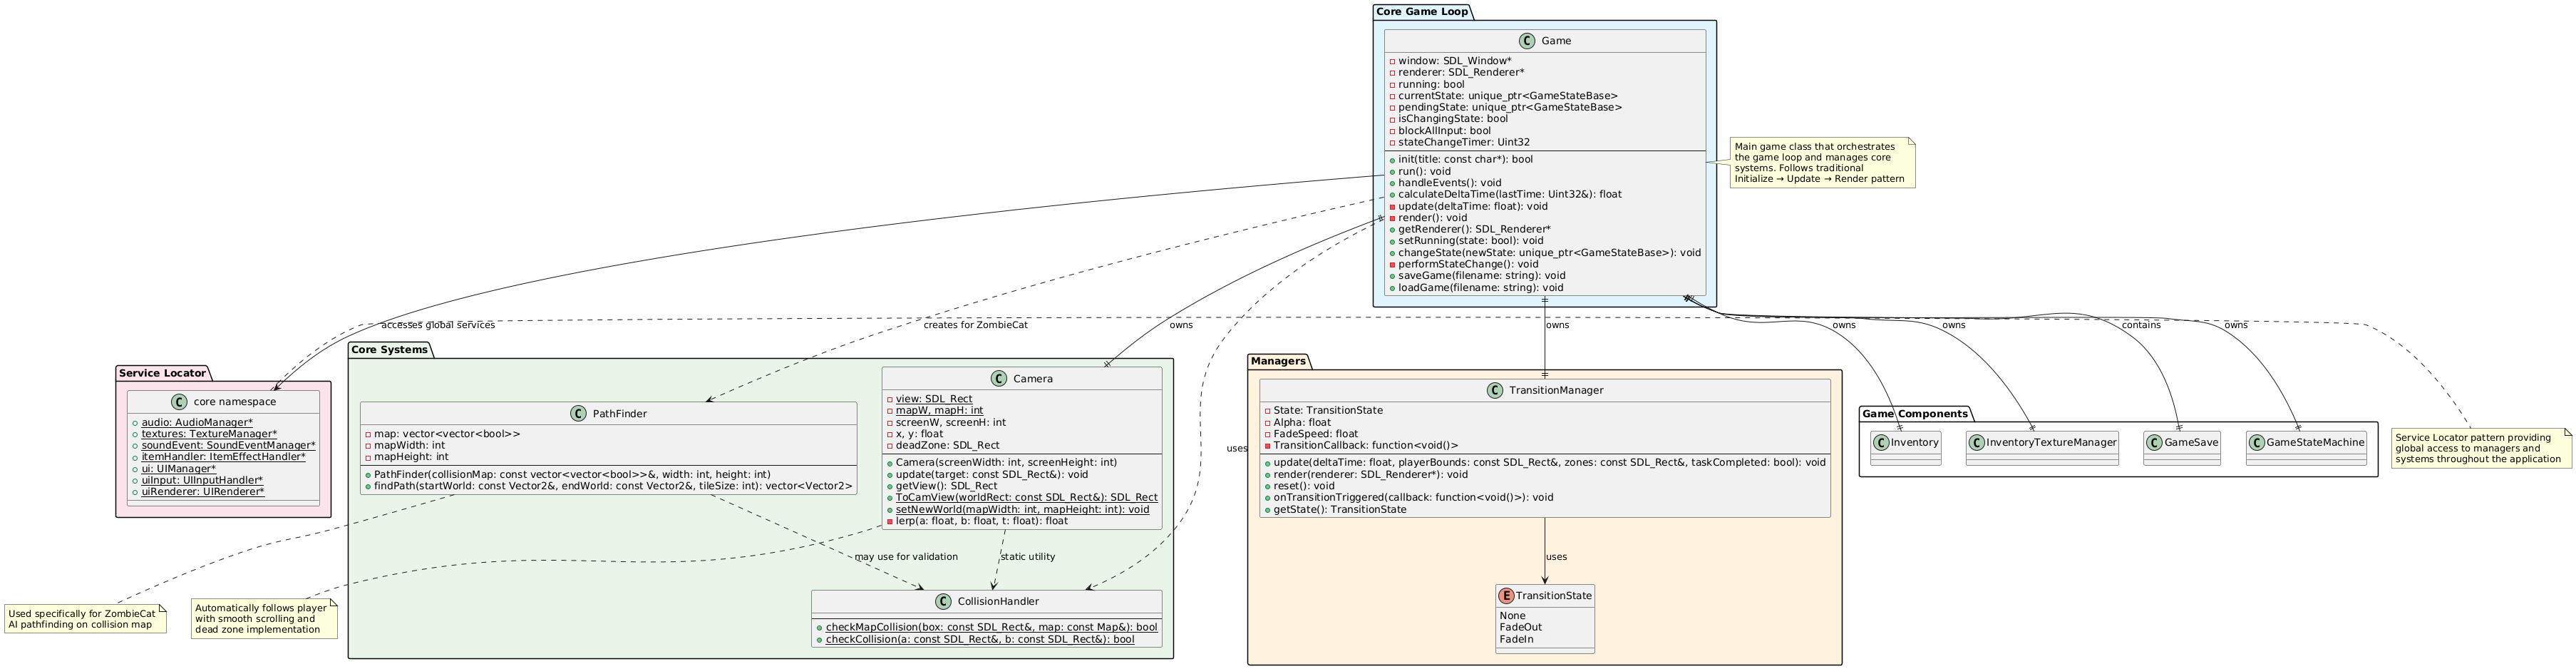 Core Game Loop
C Game
window: SDL_Window*
renderer: SDL_Renderer*
running: bool
currentState: unique_ptr<GameStateBase>
pendingState: unique_ptr<GameStateBase>
isChangingState: bool
blockAllInput: bool
stateChangeTimer: Uint32
init(title: const char*): bool
run(): void
handleEvents(): void
calculateDeltaTime(lastTime: Uint32&): float
update(deltaTime: float): void
render(): void
getRenderer(): SDL_Renderer*
setRunning(state: bool): void
changeState(newState: unique_ptr<GameStateBase>): void
performStateChange(): void
saveGame(filename: string): void
loadGame(filename: string): void
Main game class that orchestrates
the game loop and manages core
systems. Follows traditional
Initialize → Update → Render pattern
accesses global services
creates for ZombieCat
owns
owns
owns
owns
contains
owns
Service Locator
C core namespace
audio: AudioManager*
textures: TextureManager*
soundEvent: SoundEventManager*
itemHandler: ItemEffectHandler*
ui: UIManager*
uiInput: UIInputHandler*
uiRenderer: UIRenderer*
Core Systems
C PathFinder
map: vector<vector<bool>>
mapWidth: int
mapHeight: int
PathFinder(collisionMap: const vector<vector<bool>>&, width: int, height: int)
findPath(startWorld: const Vector2&, endWorld: const Vector2&, tileSize: int): vector<Vector2>
C Camera
view: SDL_Rect
mapW, mapH: int
screenW, screenH: int
x, y: float
deadZone: SDL_Rect
Camera(screenWidth: int, screenHeight: int)
update(target: const SDL_Rect&): void
getView(): SDL_Rect
ToCamView(worldRect: const SDL_Rect&): SDL_Rect
setNewWorld(mapWidth: int, mapHeight: int): void
lerp(a: float, b: float, t: float): float
uses
Managers
C TransitionManager
State: TransitionState
Alpha: float
FadeSpeed: float
TransitionCallback: function<void()>
update(deltaTime: float, playerBounds: const SDL_Rect&, zones: const SDL_Rect&, taskCompleted: bool): void
render(renderer: SDL_Renderer*): void
reset(): void
onTransitionTriggered(callback: function<void()>): void
getState(): TransitionState
Game Components
C Inventory
C InventoryTextureManager
C GameSave
C GameStateMachine
Service Locator pattern providing
global access to managers and
systems throughout the application
may use for validation
static utility
uses
Used specifically for ZombieCat
AI pathfinding on collision map
Automatically follows player
with smooth scrolling and
dead zone implementation
C CollisionHandler
checkMapCollision(box: const SDL_Rect&, map: const Map&): bool
checkCollision(a: const SDL_Rect&, b: const SDL_Rect&): bool
E TransitionState
None
FadeOut
FadeIn